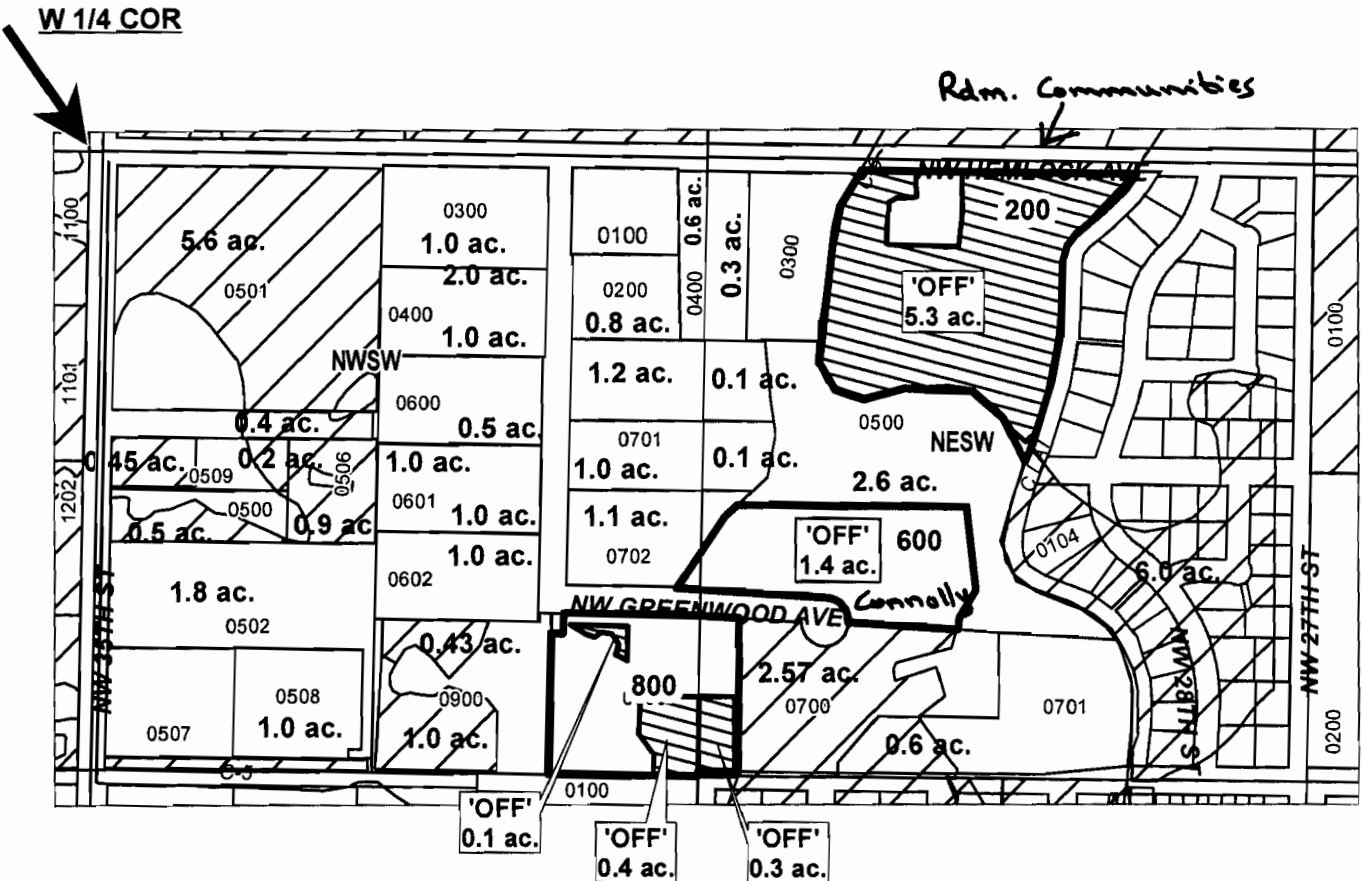 W 1/4 COR
Rdm. Communities
NW HEMLOCK AVE
1100
5.6 ac.
0501
0300
1.0 ac.
2.0 ac.
0400
1.0 ac.
NWSW
0100
0200
0.8 ac.
0400
0.6 ac.
0.3 ac.
0300
200
'OFF'
5.3 ac.
0100
1101
0600
0.5 ac.
1.2 ac.
0.1 ac.
0500
NESW
0.4 ac.
0.45 ac.
0509
0.2 ac.
0506
1.0 ac.
0601
1.0 ac.
0701
1.0 ac.
0.1 ac.
2.6 ac.
1202
0500
0.5 ac.
0.9 ac
1.0 ac.
0602
1.1 ac.
0702
'OFF'
1.4 ac.
600
Connolly
0104
6.0 ac.
NW 35TH ST
1.8 ac.
0502
NW GREENWOOD AVE
NW 27TH ST
NW 28TH ST
0.43 ac.
0900
1.0 ac.
800
2.57 ac.
0700
0.6 ac.
0701
0200
0507
0508
1.0 ac.
C-5
0100
'OFF'
0.1 ac.
'OFF'
0.4 ac.
'OFF'
0.3 ac.